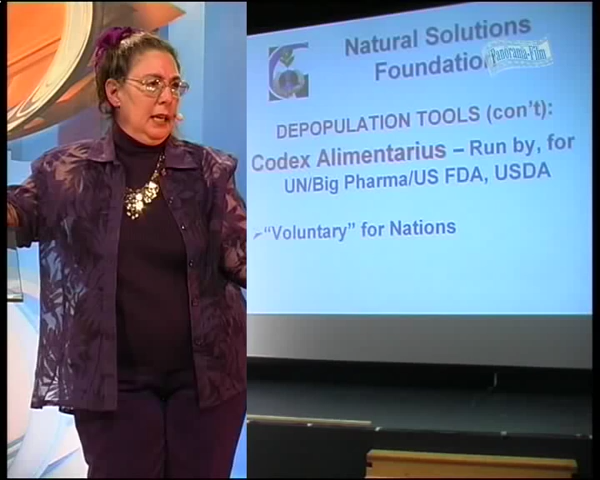 Natural Solutions
Foundation
Panorama-Film
DEPOPULATION TOOLS (con't):
Codex Alimentarius – Run by, for
UN/Big Pharma/US FDA, USDA
"Voluntary" for Nations